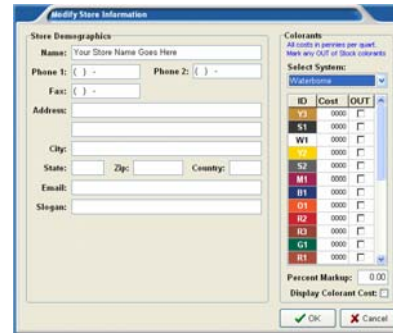 Modify Store Information
Store Demographics
Name: Your Store Name Goes Here
Phone 1: ( ) - Phone 2: ( ) -
Fax: ( ) -
Address:
City:
State: Zip: Country:
Email:
Slogan:
Colorants
All costs in pennies per quart.
Mark any OUT of Stock colorants
Select System:
Waterborne
ID Cost OUT
Y3 0000
S1 0000
W1 0000
Y2 0000
S2 0000
M1 0000
B1 0000
O1 0000
R2 0000
R3 0000
G1 0000
R1 0000
Percent Markup: 0.00
Display Colorant Cost:
OK Cancel